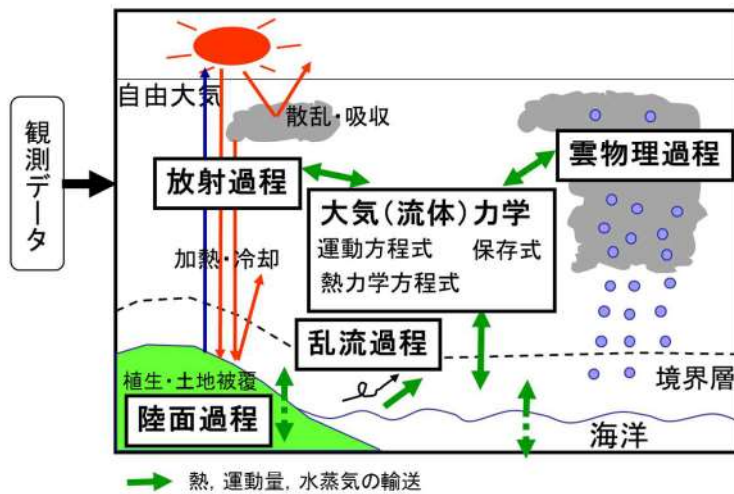 自由大気
散乱・吸収
観測データ
放射過程
雲物理過程
大気(流体)力学
運動方程式 保存式
熱力学方程式
加熱・冷却
乱流過程
植生・土地被覆
境界層
陸面過程
海洋
熱, 運動量, 水蒸気の輸送